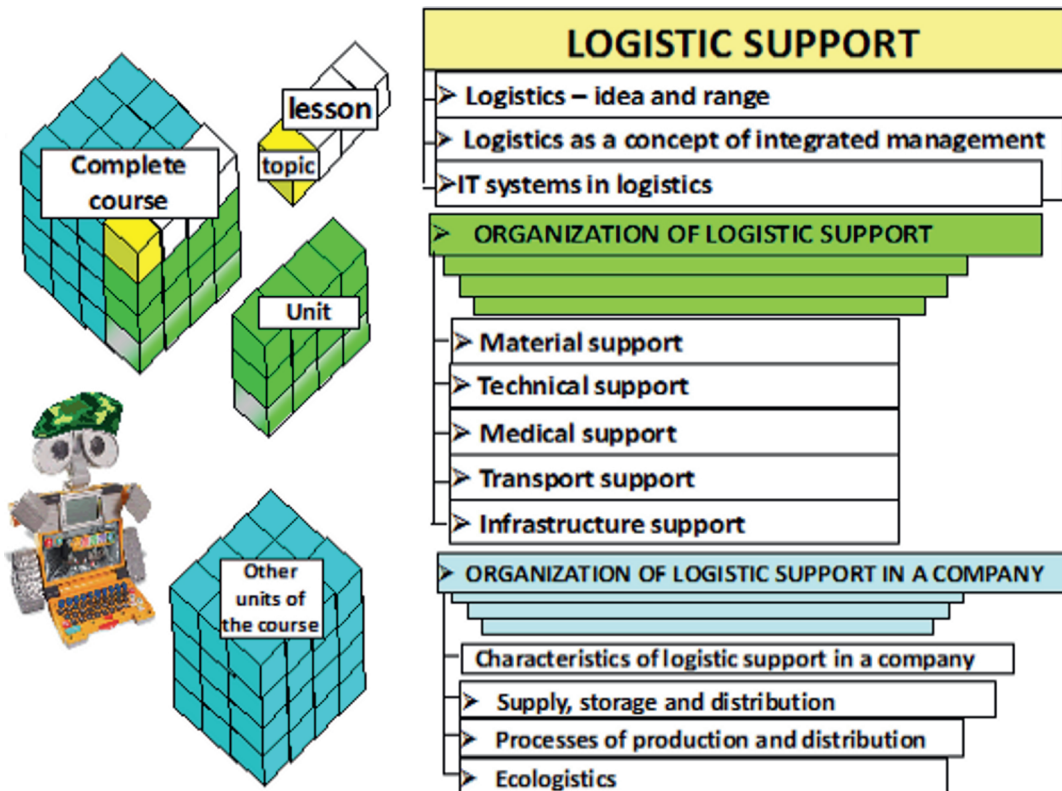 Complete
course
lesson
topic
Unit
Other
units of
the course
LOGISTIC SUPPORT
➢ Logistics – idea and range
➢ Logistics as a concept of integrated management
➢IT systems in logistics
➢ ORGANIZATION OF LOGISTIC SUPPORT
➢ Material support
➢ Technical support
➢ Medical support
➢ Transport support
➢ Infrastructure support
➢ ORGANIZATION OF LOGISTIC SUPPORT IN A COMPANY
Characteristics of logistic support in a company
➢ Supply, storage and distribution
➢ Processes of production and distribution
➢ Ecologistics